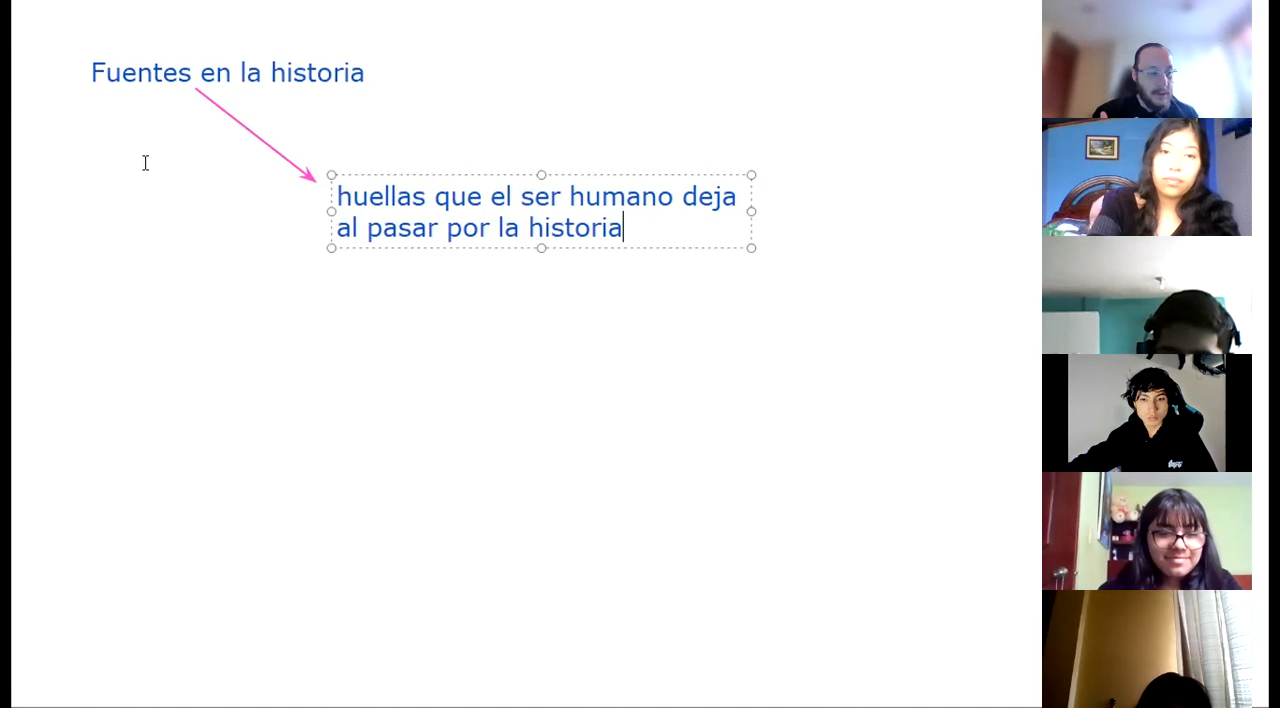 Fuentes en la historia
huellas que el ser humano deja
al pasar por la historia